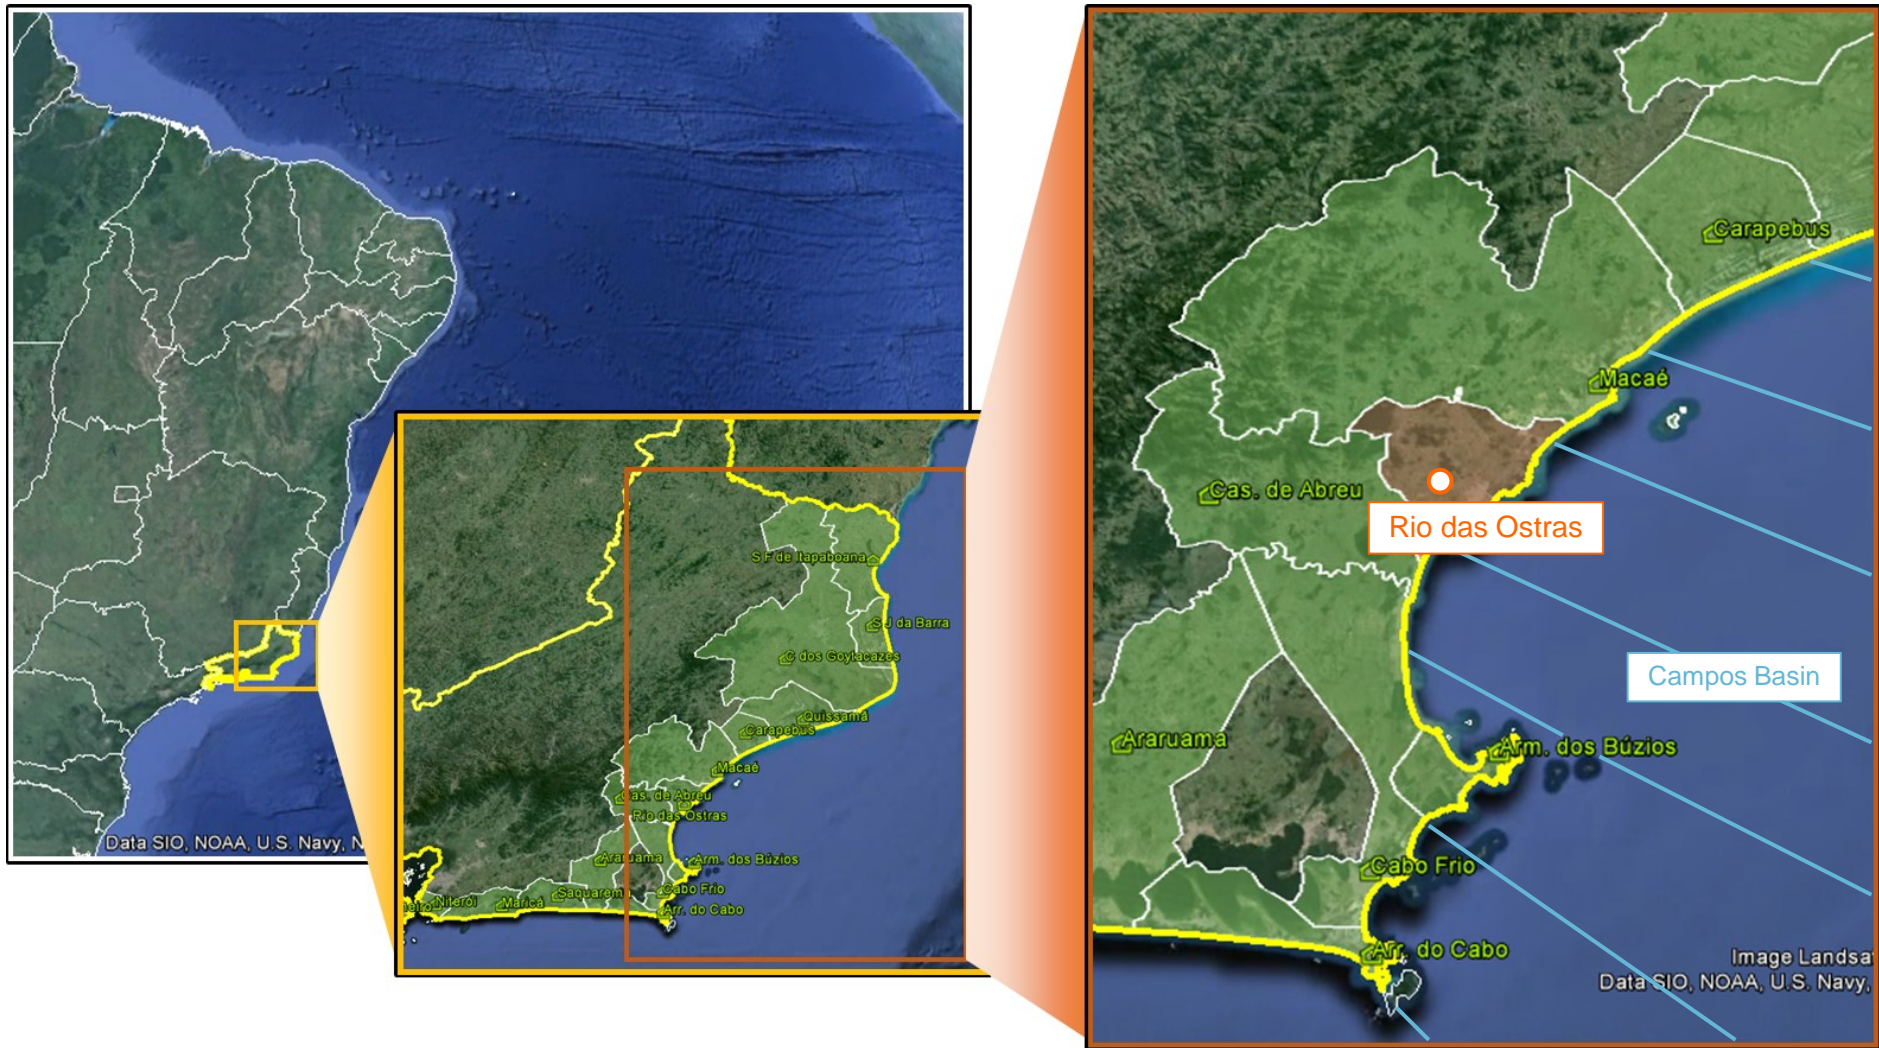 Data SIO, NOAA, U.S. Navy, N
S F de Itapaboana
S J da Barra
C dos Goytacazes
Quissamã
Carapebus
Macaé
Cas. de Abreu
Rio das Ostras
Araruama
Arm. dos Búzios
Saquarema
Cabo Frio
Maricá
Niterói
neiro
Arr. do Cabo
Carapebus
Macaé
Cas. de Abreu
Rio das Ostras
Campos Basin
Araruama
Arm. dos Búzios
Cabo Frio
Arr. do Cabo
Image Landsa
Data SIO, NOAA, U.S. Navy,